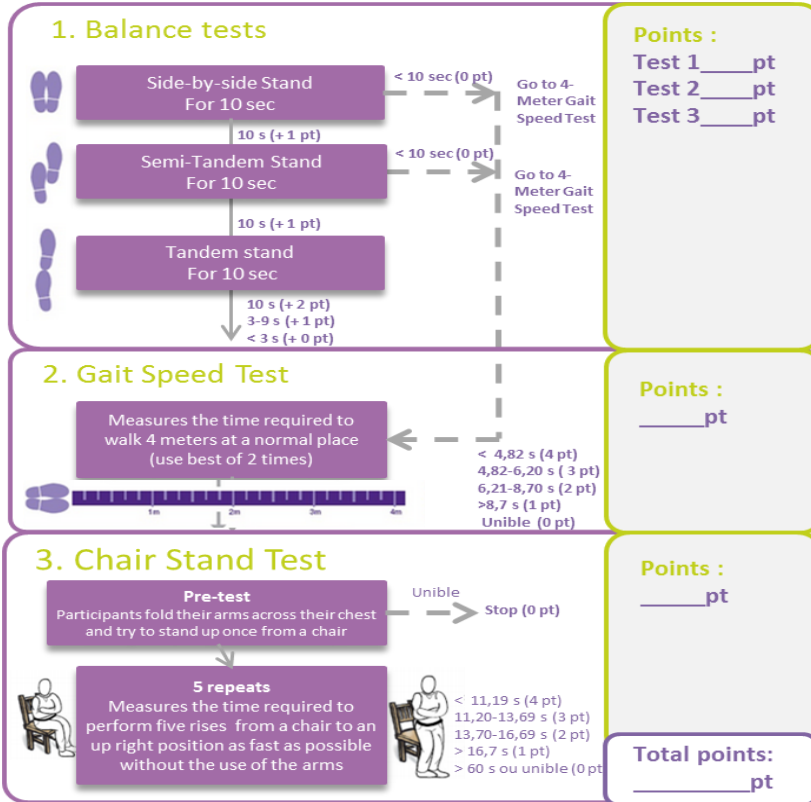 1. Balance tests
Side-by-side Stand
For 10 sec
< 10 sec (0 pt)
Go to 4-
Meter Gait
Speed Test
10 s (+ 1 pt)
Semi-Tandem Stand
For 10 sec
< 10 sec (0 pt)
Go to 4-
Meter Gait
Speed Test
10 s (+ 1 pt)
Tandem stand
For 10 sec
10 s (+ 2 pt)
3-9 s (+ 1 pt)
< 3 s (+ 0 pt)
Points :
Test 1____pt
Test 2____pt
Test 3____pt
2. Gait Speed Test
Measures the time required to
walk 4 meters at a normal place
(use best of 2 times)
< 4,82 s (4 pt)
4,82-6,20 s ( 3 pt)
6,21-8,70 s (2 pt)
>8,7 s (1 pt)
Unible (0 pt)
1m 2m 3m 4m
Points :
______pt
3. Chair Stand Test
Pre-test
Participants fold their arms across their chest
and try to stand up once from a chair
Unible
Stop (0 pt)
5 repeats
Measures the time required to
perform five rises from a chair to an
up right position as fast as possible
without the use of the arms
< 11,19 s (4 pt)
11,20-13,69 s (3 pt)
13,70-16,69 s (2 pt)
> 16,7 s (1 pt)
> 60 s ou unible (0 pt
Points :
______pt
Total points:
__________pt